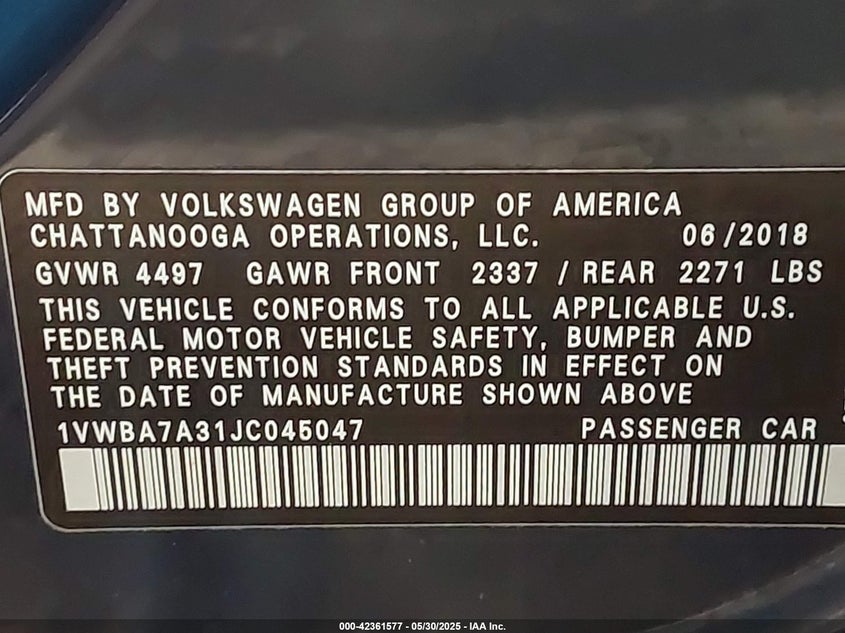 MFD BY VOLKSWAGEN GROUP OF AMERICA
CHATTANOOGA OPERATIONS, LLC. 06/2018
GVWR 4497 GAWR FRONT 2337 / REAR 2271 LBS
THIS VEHICLE CONFORMS TO ALL APPLICABLE U.S.
FEDERAL MOTOR VEHICLE SAFETY, BUMPER AND
THEFT PREVENTION STANDARDS IN EFFECT ON
THE DATE OF MANUFACTURE SHOWN ABOVE
1VWBA7A31JC045047 PASSENGER CAR
000-42361577 - 05/30/2025 - IAA Inc.